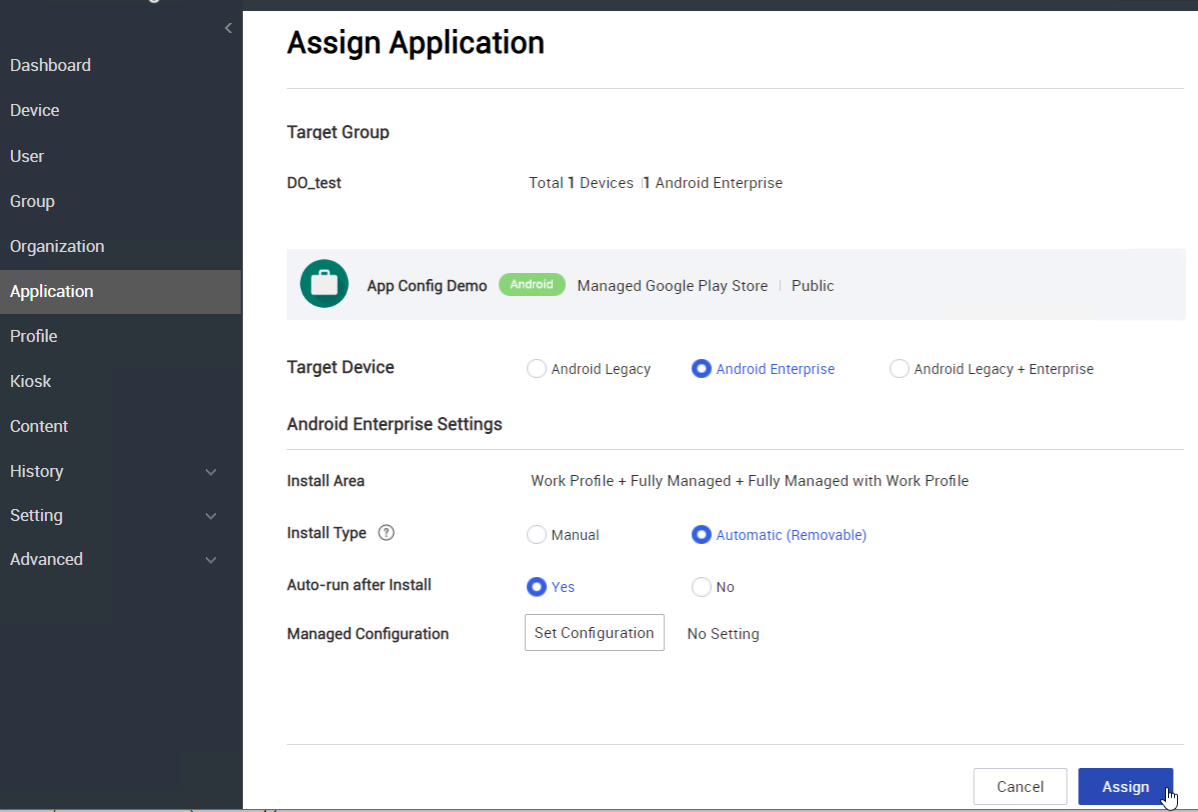 Dashboard
Device
User
Group
Organization
Application
Profile
Kiosk
Content
History
Setting
Advanced
Assign Application
Target Group
DO_test Total 1 Devices 1 Android Enterprise
App Config Demo Android Managed Google Play Store Public
Target Device Android Legacy Android Enterprise Android Legacy + Enterprise
Android Enterprise Settings
Install Area Work Profile + Fully Managed + Fully Managed with Work Profile
Install Type ? Manual Automatic (Removable)
Auto-run after Install Yes No
Managed Configuration Set Configuration No Setting
Cancel Assign